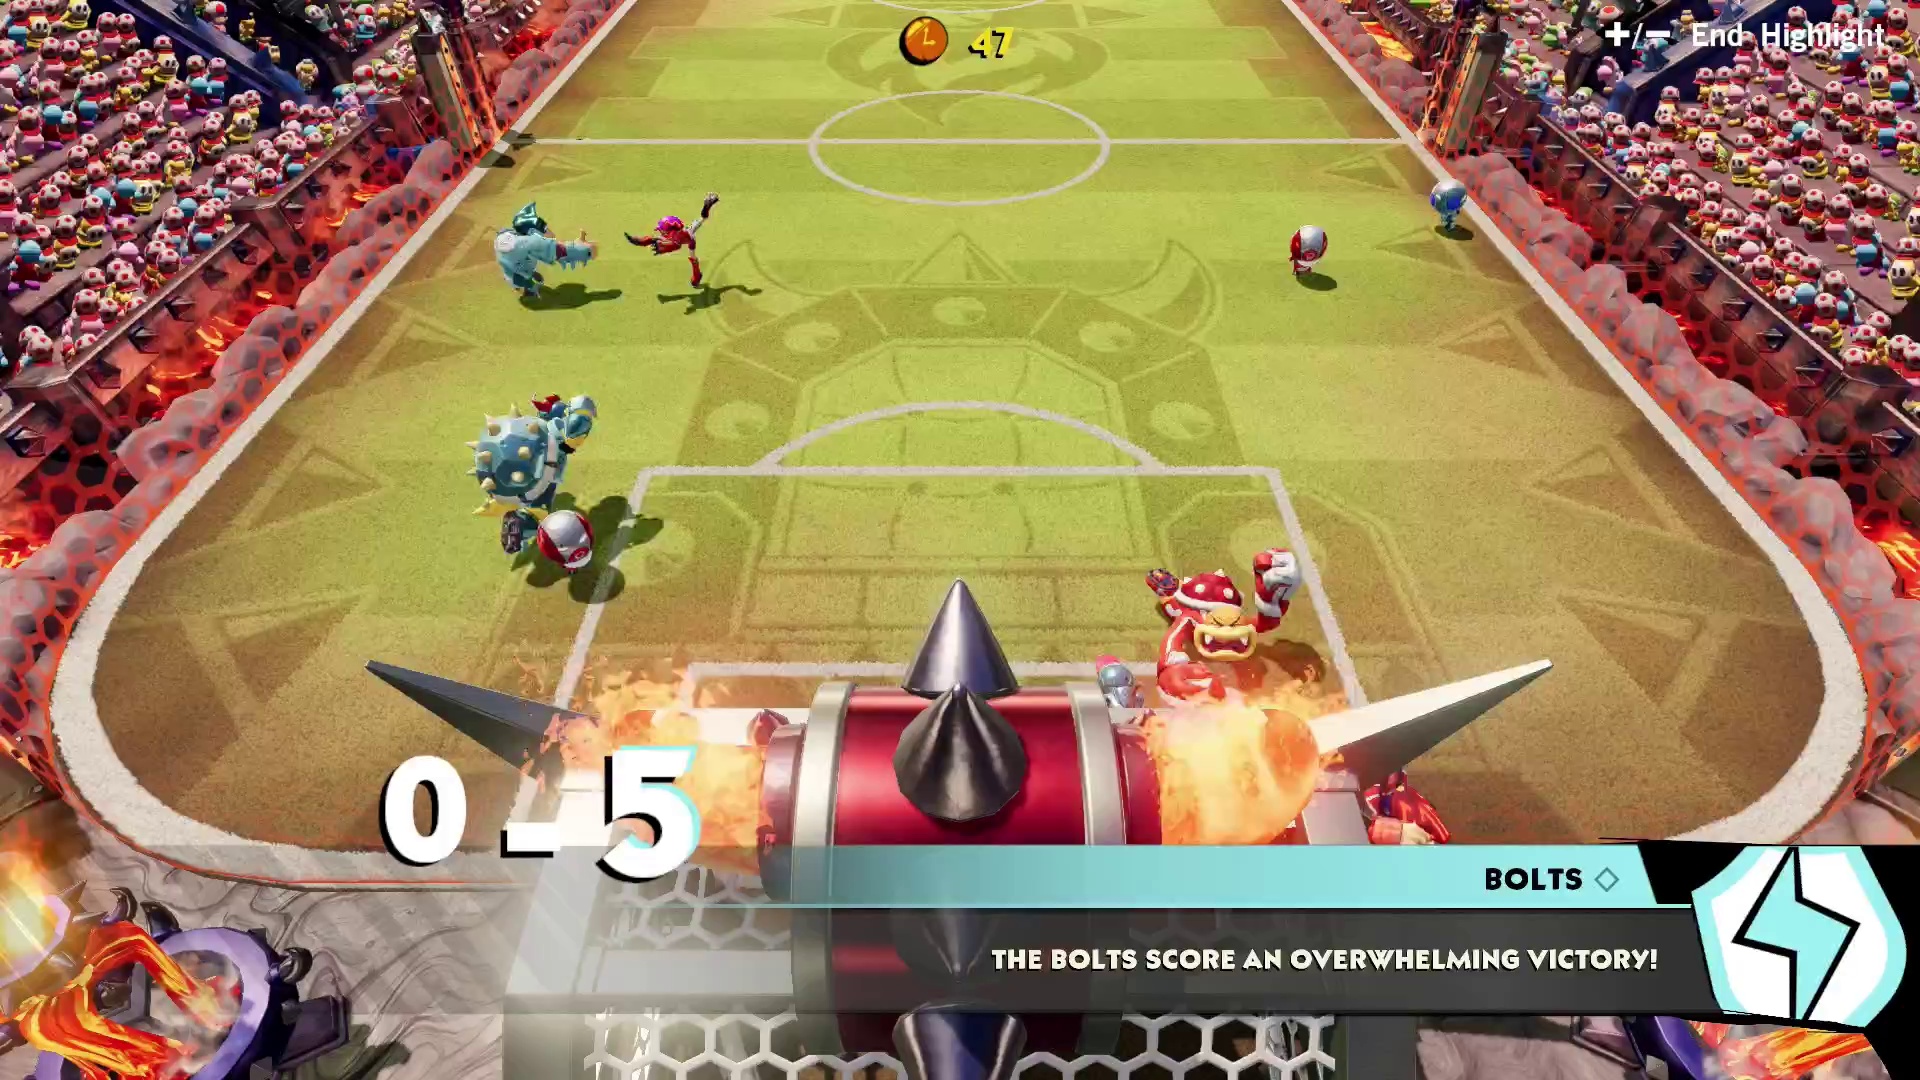 47
+/− End Highlight
0 - 5
BOLTS
THE BOLTS SCORE AN OVERWHELMING VICTORY!